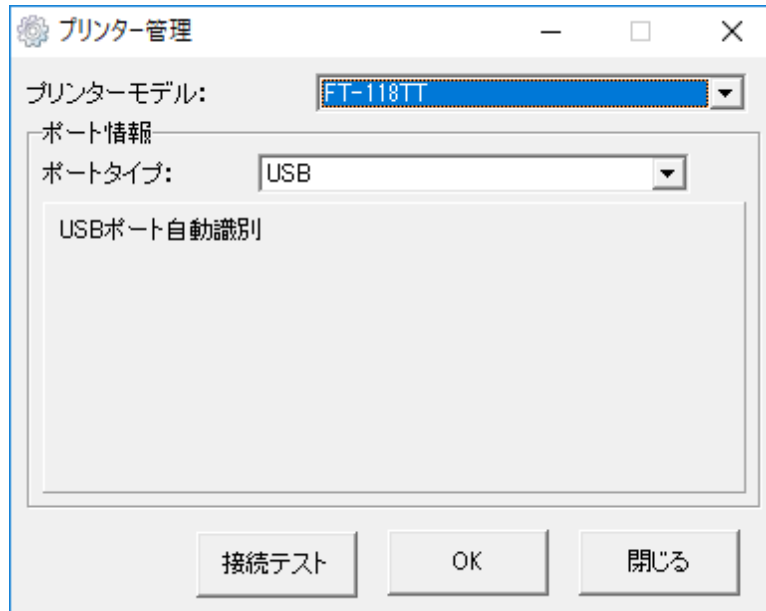 プリンター管理
プリンターモデル: FT-118TT
ポート情報
ポートタイプ: USB
USBポート自動識別
接続テスト OK 閉じる